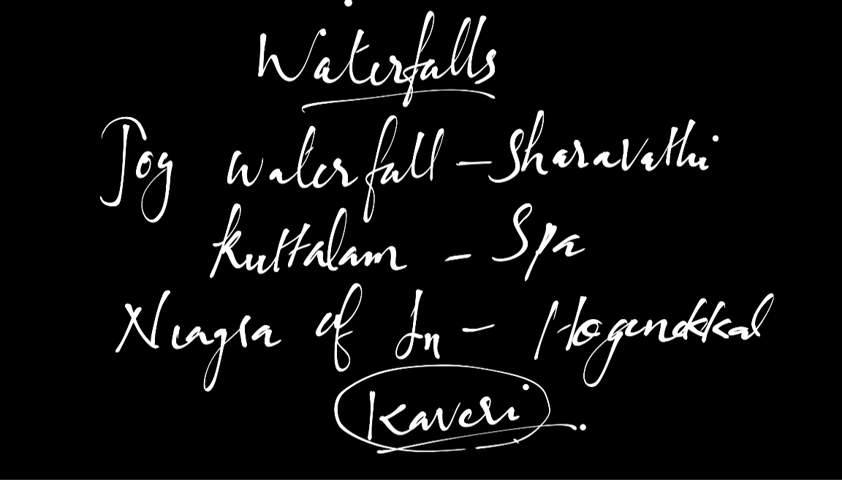 Waterfalls
Jog waterfall - Sharavathi
Kuttalam - Spa
Niagra of In - Hogenakkal
Kaveri